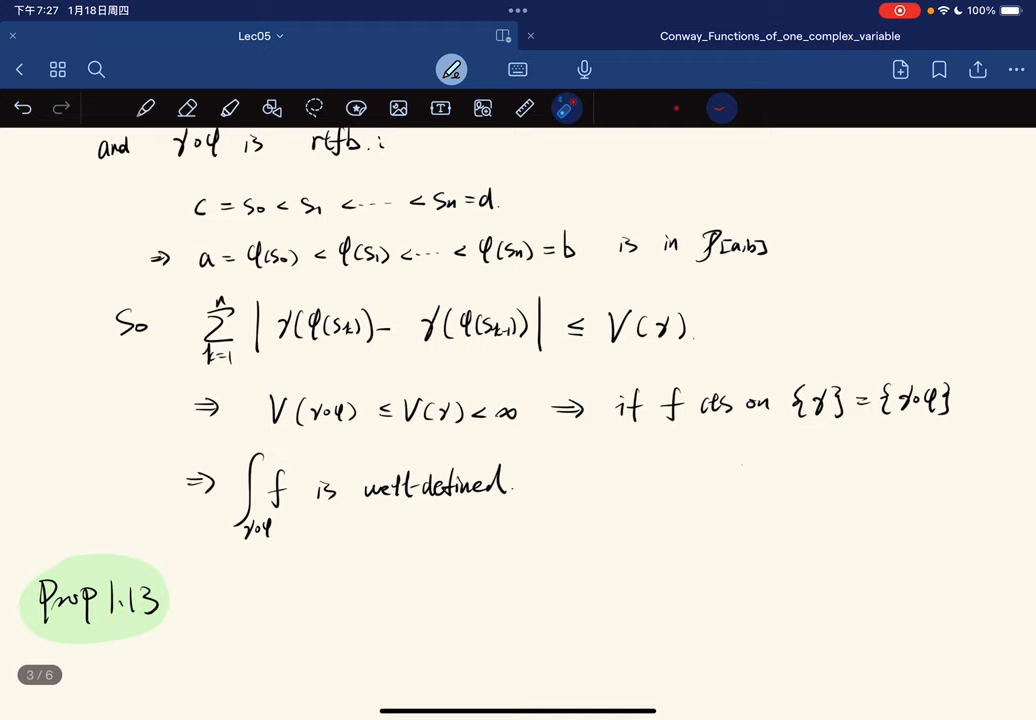 下午7:27 1月18日周四
100%
Lec05
Conway_Functions_of_one_complex_variable
and γ∘φ is rtfb.:
c = s₀ < s₁ <····< sₙ = d.
⇒ a = φ(s₀) < φ(s₁) <···< φ(sₙ) = b is in 𝒫[a,b]
So ∑ₖ₌₁ⁿ | γ(φ(sₖ)) − γ(φ(sₖ₋₁)) | ≤ V(γ).
⇒ V(γ∘φ) ≤ V(γ) < ∞ ⇒ if f cts on {γ} = {γ∘φ}
⇒ ∫_γ∘φ f is well-defined.
Prop 1.13
3 / 6